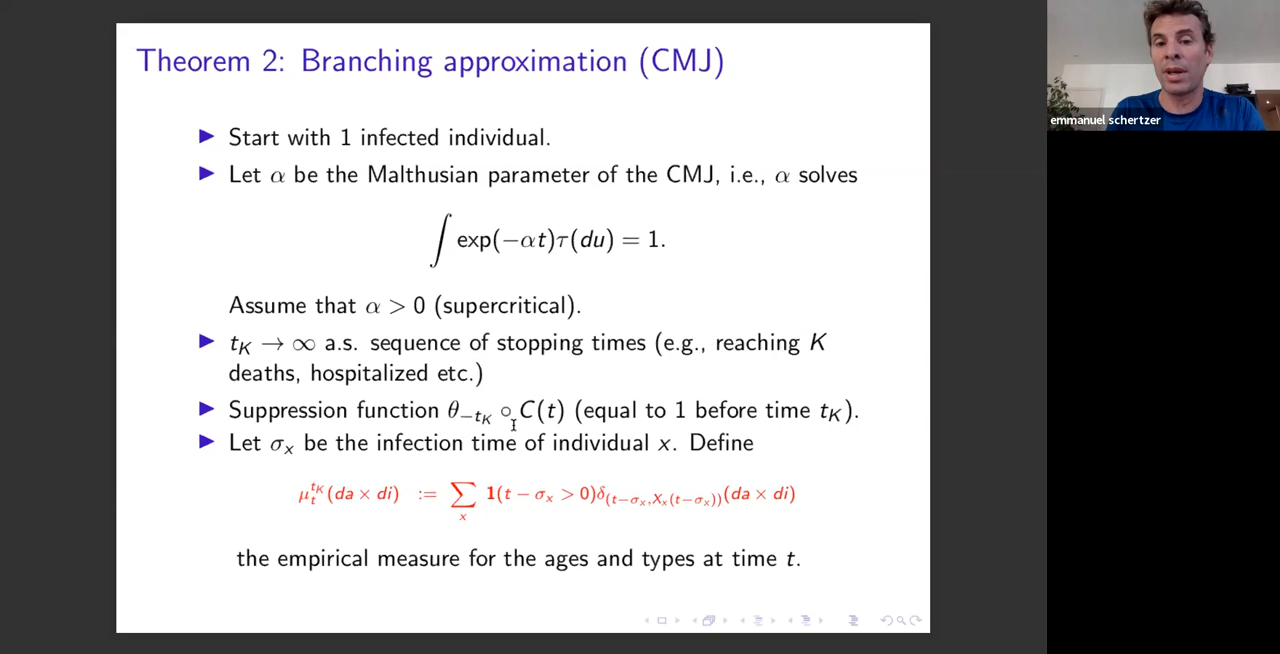 Theorem 2: Branching approximation (CMJ)
▶ Start with 1 infected individual.
▶ Let α be the Malthusian parameter of the CMJ, i.e., α solves
∫ exp(−αt)τ(du) = 1.
Assume that α > 0 (supercritical).
▶ t_K → ∞ a.s. sequence of stopping times (e.g., reaching K
deaths, hospitalized etc.)
▶ Suppression function θ_{−t_K} ∘ C(t) (equal to 1 before time t_K).
▶ Let σ_x be the infection time of individual x. Define
μ_t^{t_K}(da × di) := ∑_x 1(t − σ_x > 0)δ_{(t−σ_x,X_x(t−σ_x))}(da × di)
the empirical measure for the ages and types at time t.
emmanuel schertzer